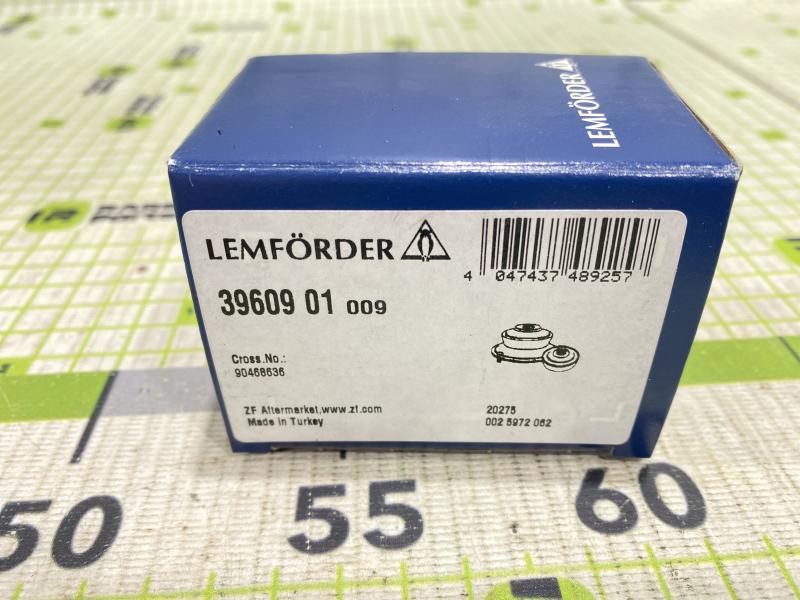 LEMFÖRDER
LEMFÖRDER
4 047437 489257
39609 01 009
Cross.No.:
90468636
ZF Aftermarket,www.zf.com
Made in Turkey
20275
002 5972 062
50
55
60